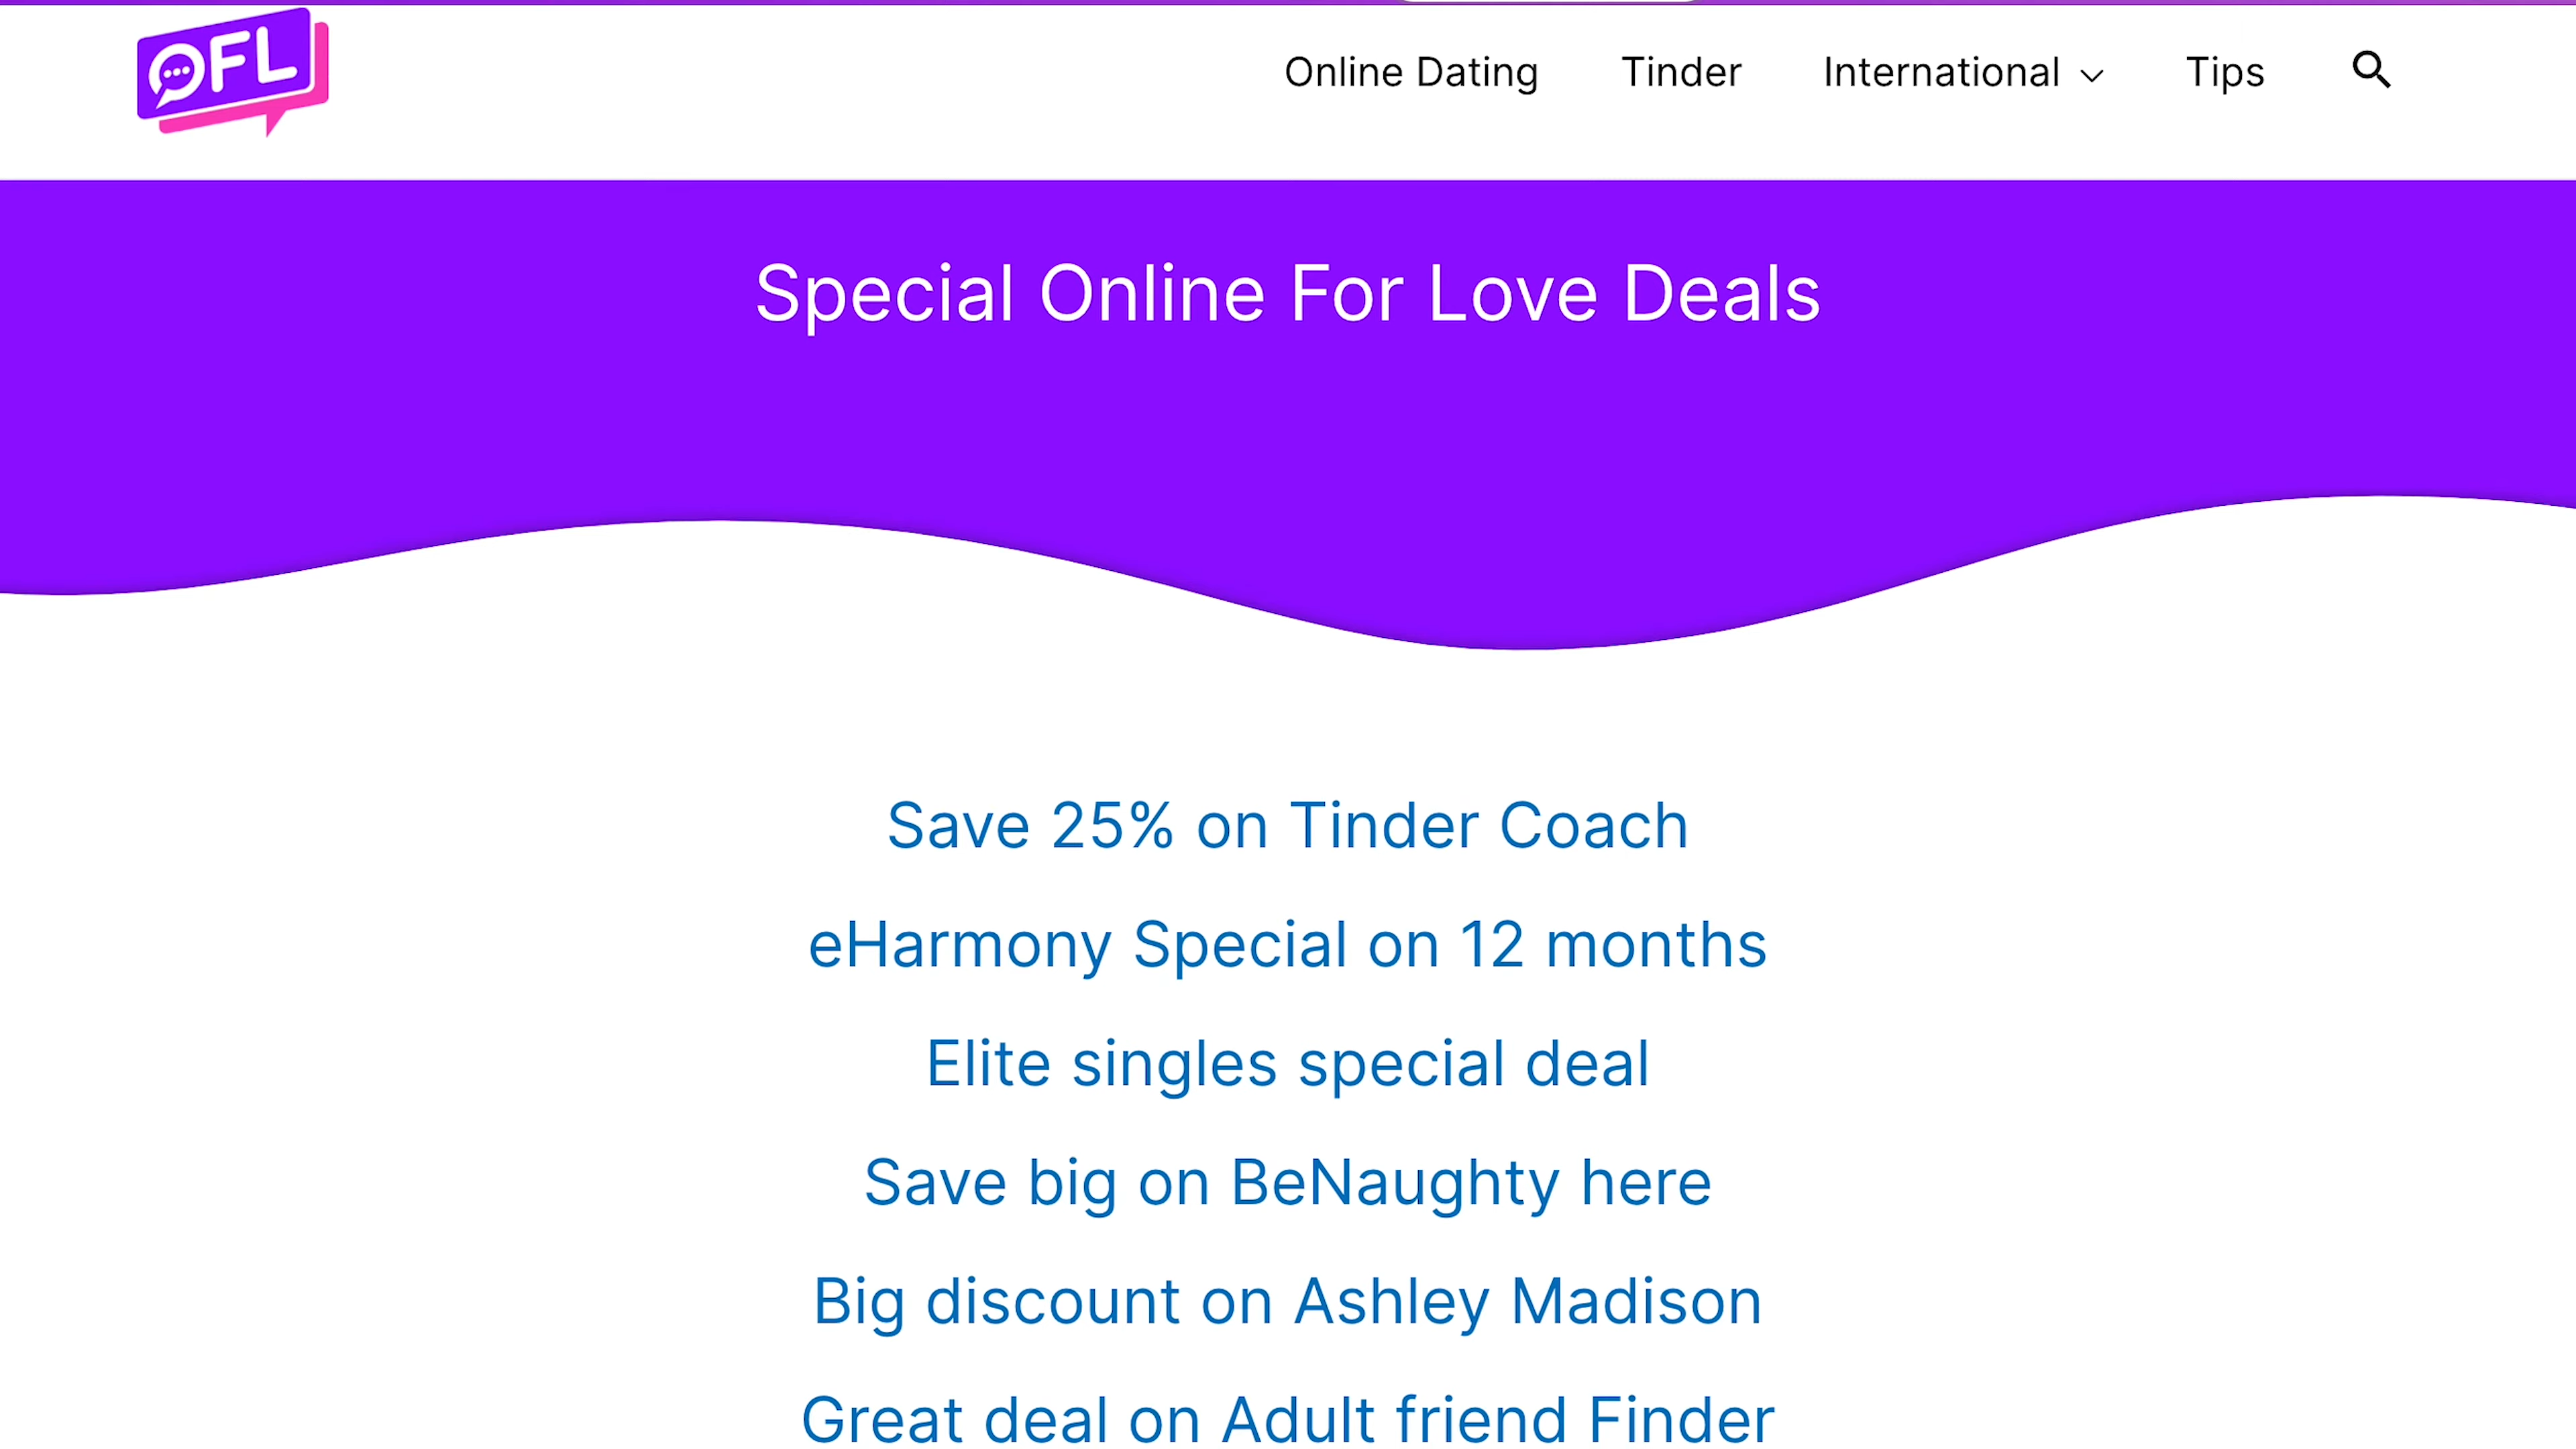 OFL
Online Dating
Tinder
International
Tips
Special Online For Love Deals
Save 25% on Tinder Coach
eHarmony Special on 12 months
Elite singles special deal
Save big on BeNaughty here
Big discount on Ashley Madison
Great deal on Adult friend Finder